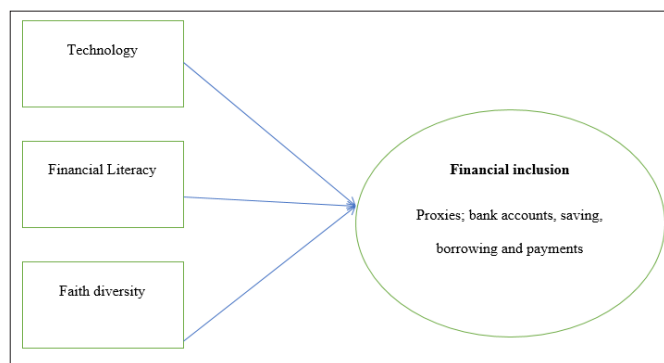 Technology
Financial Literacy
Faith diversity
Financial inclusion
Proxies; bank accounts, saving,
borrowing and payments